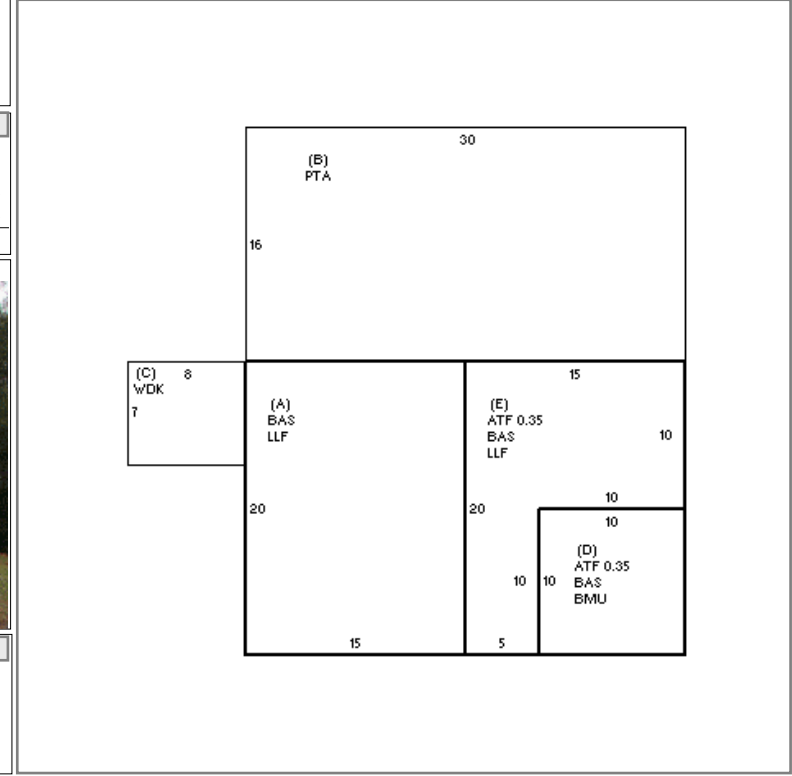 30
(B)
PTA
16
(C) 8
WDK
7
(A)
BAS
LLF
20
15
15
(E)
ATF 0.35
BAS
LLF
10
20
10
10
(D)
ATF 0.35
BAS
BMU
10 10
5